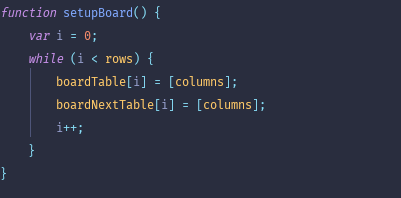 function setupBoard() {
    var i = 0;
    while (i < rows) {
        boardTable[i] = [columns];
        boardNextTable[i] = [columns];
        i++;
    }
}